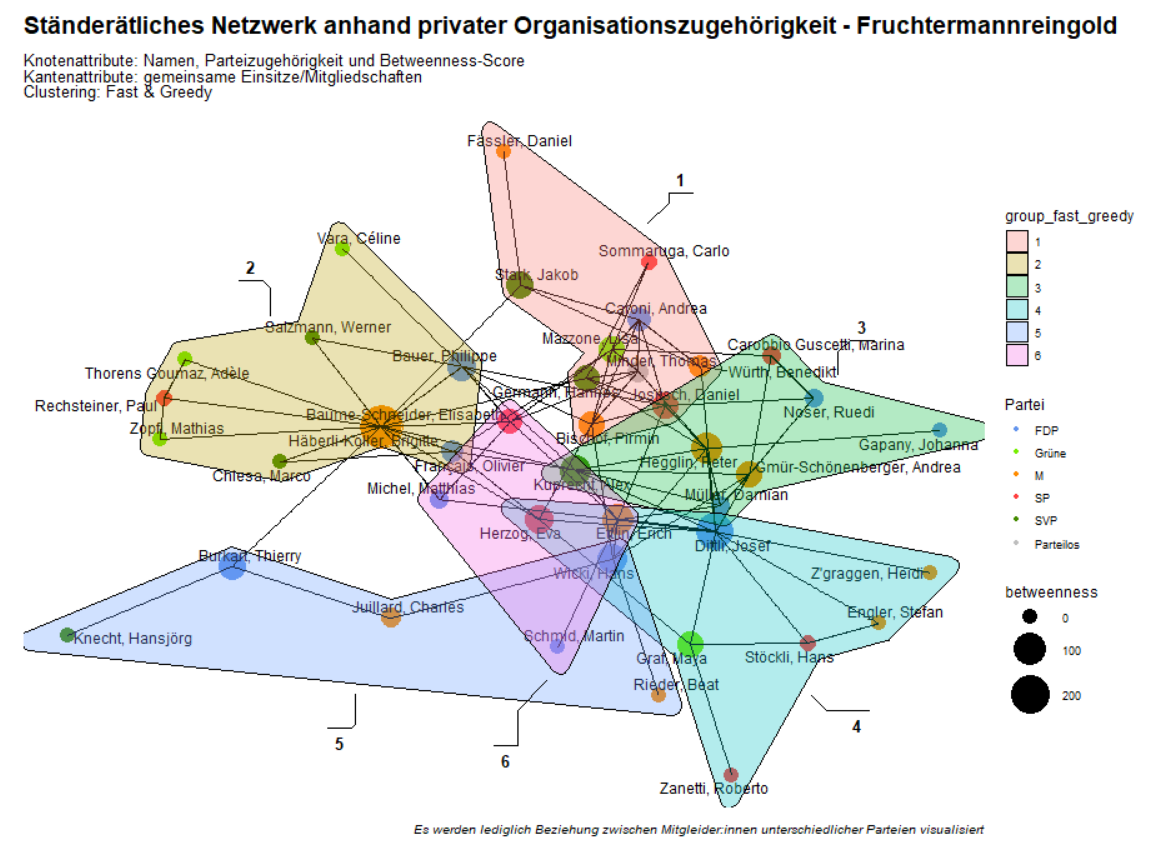 Ständerätliches Netzwerk anhand privater Organisationszugehörigkeit - Fruchtermannreingold
Knotenattribute: Namen, Parteizugehörigkeit und Betweenness-Score
Kantenattribute: gemeinsame Einsitze/Mitgliedschaften
Clustering: Fast & Greedy
Fässler, Daniel
1
Sommaruga, Carlo
Vara, Céline
2
Stark, Jakob
Caroni, Andrea
Salzmann, Werner
Mazzone, Lisa
3
Carobbio Guscetti, Marina
Bauer, Philippe
Minder, Thomas
Würth, Benedikt
Thorens Goumaz, Adèle
Germann, Hannes
Jositsch, Daniel
Rechsteiner, Paul
Baume-Schneider, Elisabeth
Noser, Ruedi
Zopfi, Mathias
Häberli-Koller, Brigitte
Bischof, Pirmin
Gapany, Johanna
Chiesa, Marco
Français, Olivier
Hegglin, Peter
Gmür-Schönenberger, Andrea
Michel, Matthias
Kuprecht, Alex
Müller, Damian
Herzog, Eva
Ettlin, Erich
Dittli, Josef
Burkart, Thierry
Wicki, Hans
Z'graggen, Heidi
Juillard, Charles
Engler, Stefan
Knecht, Hansjörg
Schmid, Martin
Graf, Maya
Stöckli, Hans
Rieder, Beat
5
6
4
Zanetti, Roberto
group_fast_greedy
1
2
3
4
5
6
Partei
FDP
Grüne
M
SP
SVP
Parteilos
betweenness
0
100
200
Es werden lediglich Beziehung zwischen Mitgleider:innen unterschiedlicher Parteien visualisiert